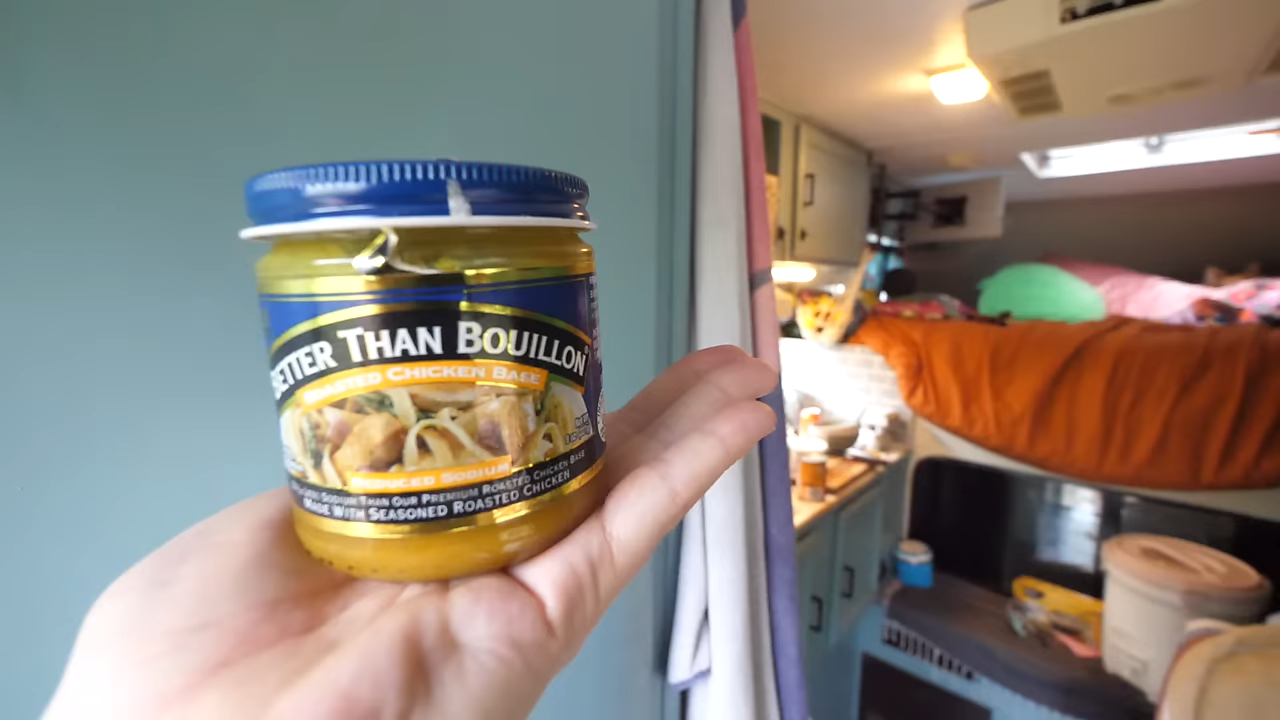 BETTER THAN BOUILLON®
ROASTED CHICKEN BASE
REDUCED SODIUM
SODIUM THAN OUR PREMIUM ROASTED CHICKEN BASE
MADE WITH SEASONED ROASTED CHICKEN